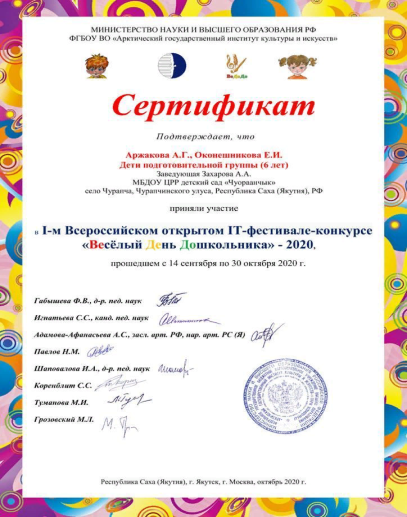 МИНИСТЕРСТВО НАУКИ И ВЫСШЕГО ОБРАЗОВАНИЯ РФ
ФГБОУ ВО «Арктический государственный институт культуры и искусств»
ВеДеДо
Сертификат
Подтверждает, что
Аржакова А.Г., Оконешникова Е.И.
Дети подготовительной группы (6 лет)
Заведующая Захарова А.А.
МБДОУ ЦРР детский сад «Чуораанчык»
село Чурапча, Чурапчинского улуса, Республика Саха (Якутия), РФ
приняли участие
в I-м Всероссийском открытом IT-фестивале-конкурсе
«Весёлый День Дошкольника» - 2020,
прошедшем с 14 сентября по 30 октября 2020 г.
Габышева Ф.В., д-р. пед. наук
Игнатьева С.С., канд. пед. наук
Адамова-Афанасьева А.С., засл. арт. РФ, нар. арт. РС (Я)
Павлов Н.М.
Шаповалова И.А., д-р. пед. наук
Коренблит С.С.
Туманова М.И.
Грозовский М.Л.
Республика Саха (Якутия), г. Якутск, г. Москва, октябрь 2020 г.